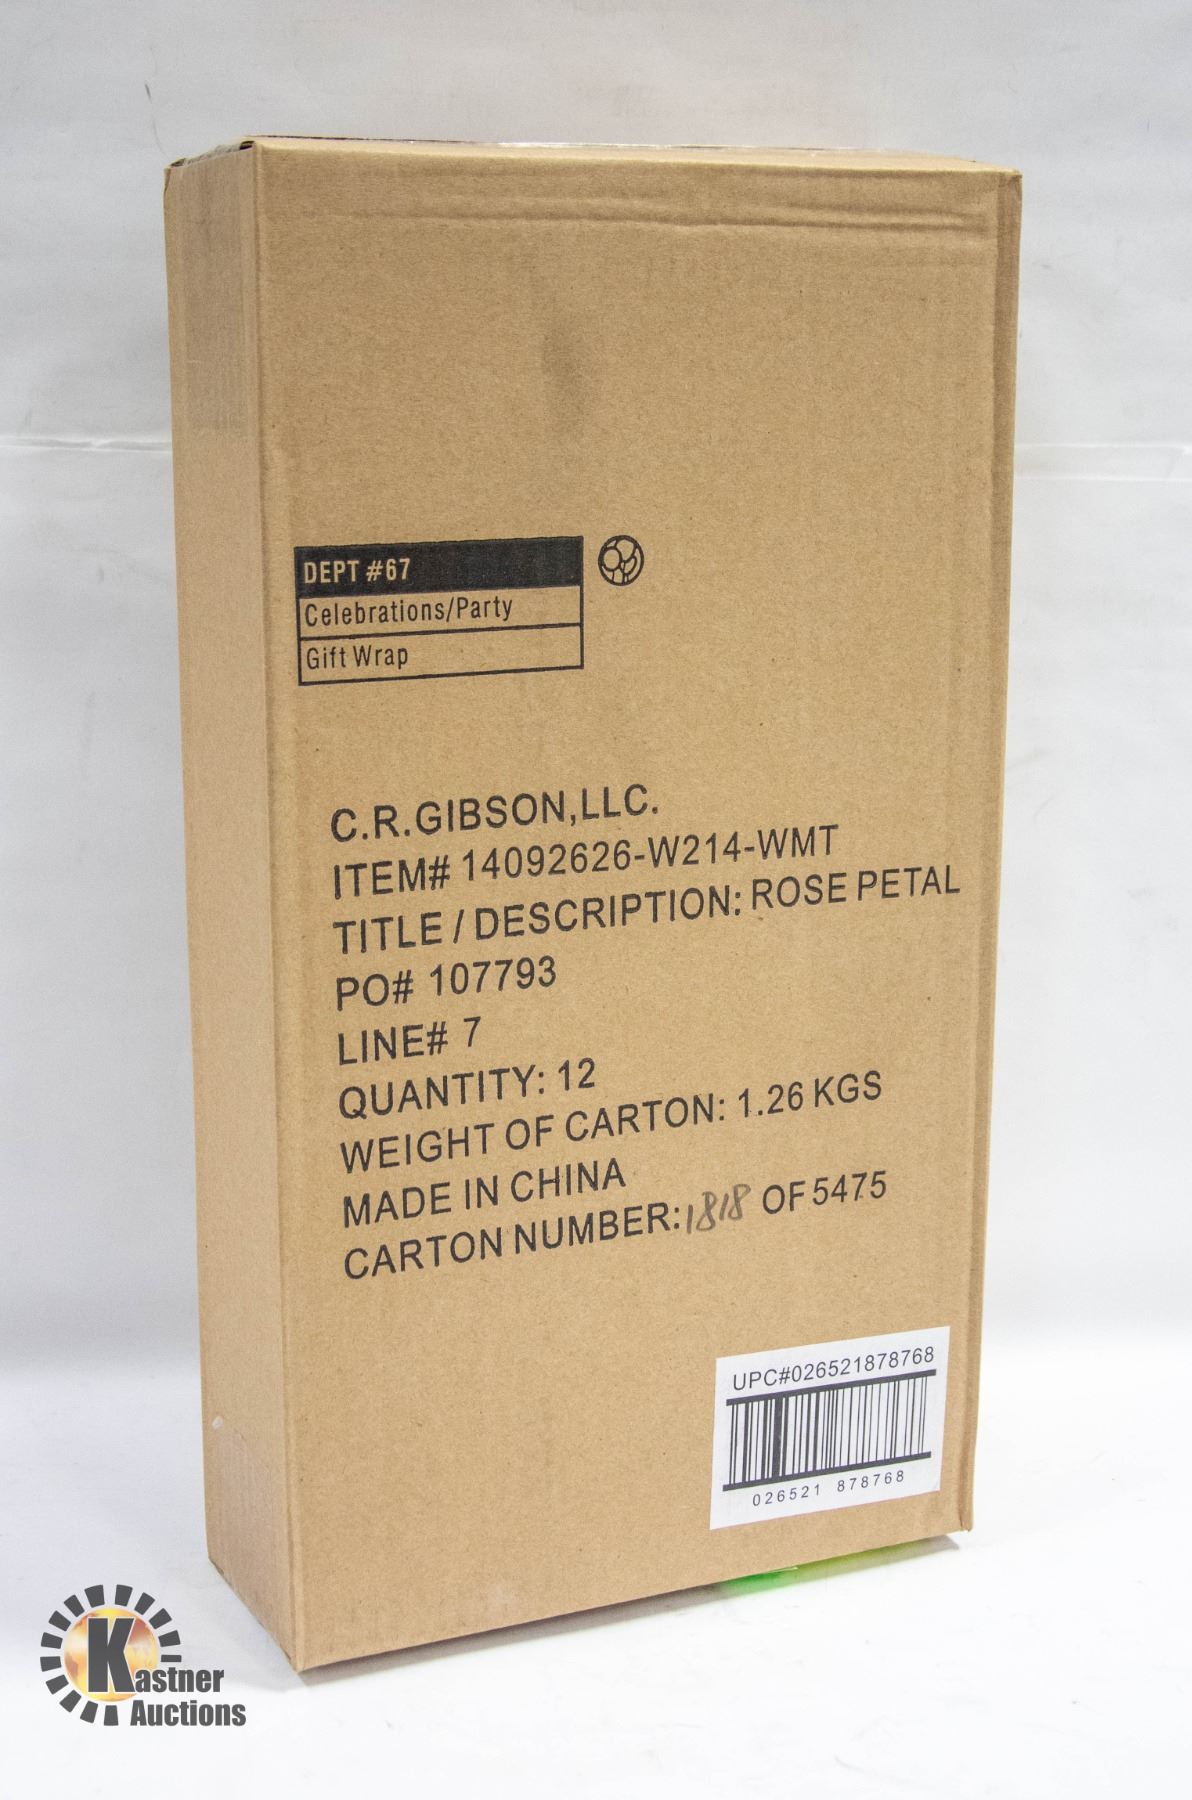 DEPT #67
Celebrations/Party
Gift Wrap
C.R.GIBSON,LLC.
ITEM# 14092626-W214-WMT
TITLE / DESCRIPTION: ROSE PETAL
PO# 107793
LINE# 7
QUANTITY: 12
WEIGHT OF CARTON: 1.26 KGS
MADE IN CHINA
CARTON NUMBER: 1818 OF 5475
UPC#026521878768
026521 878768
Kastner
Auctions